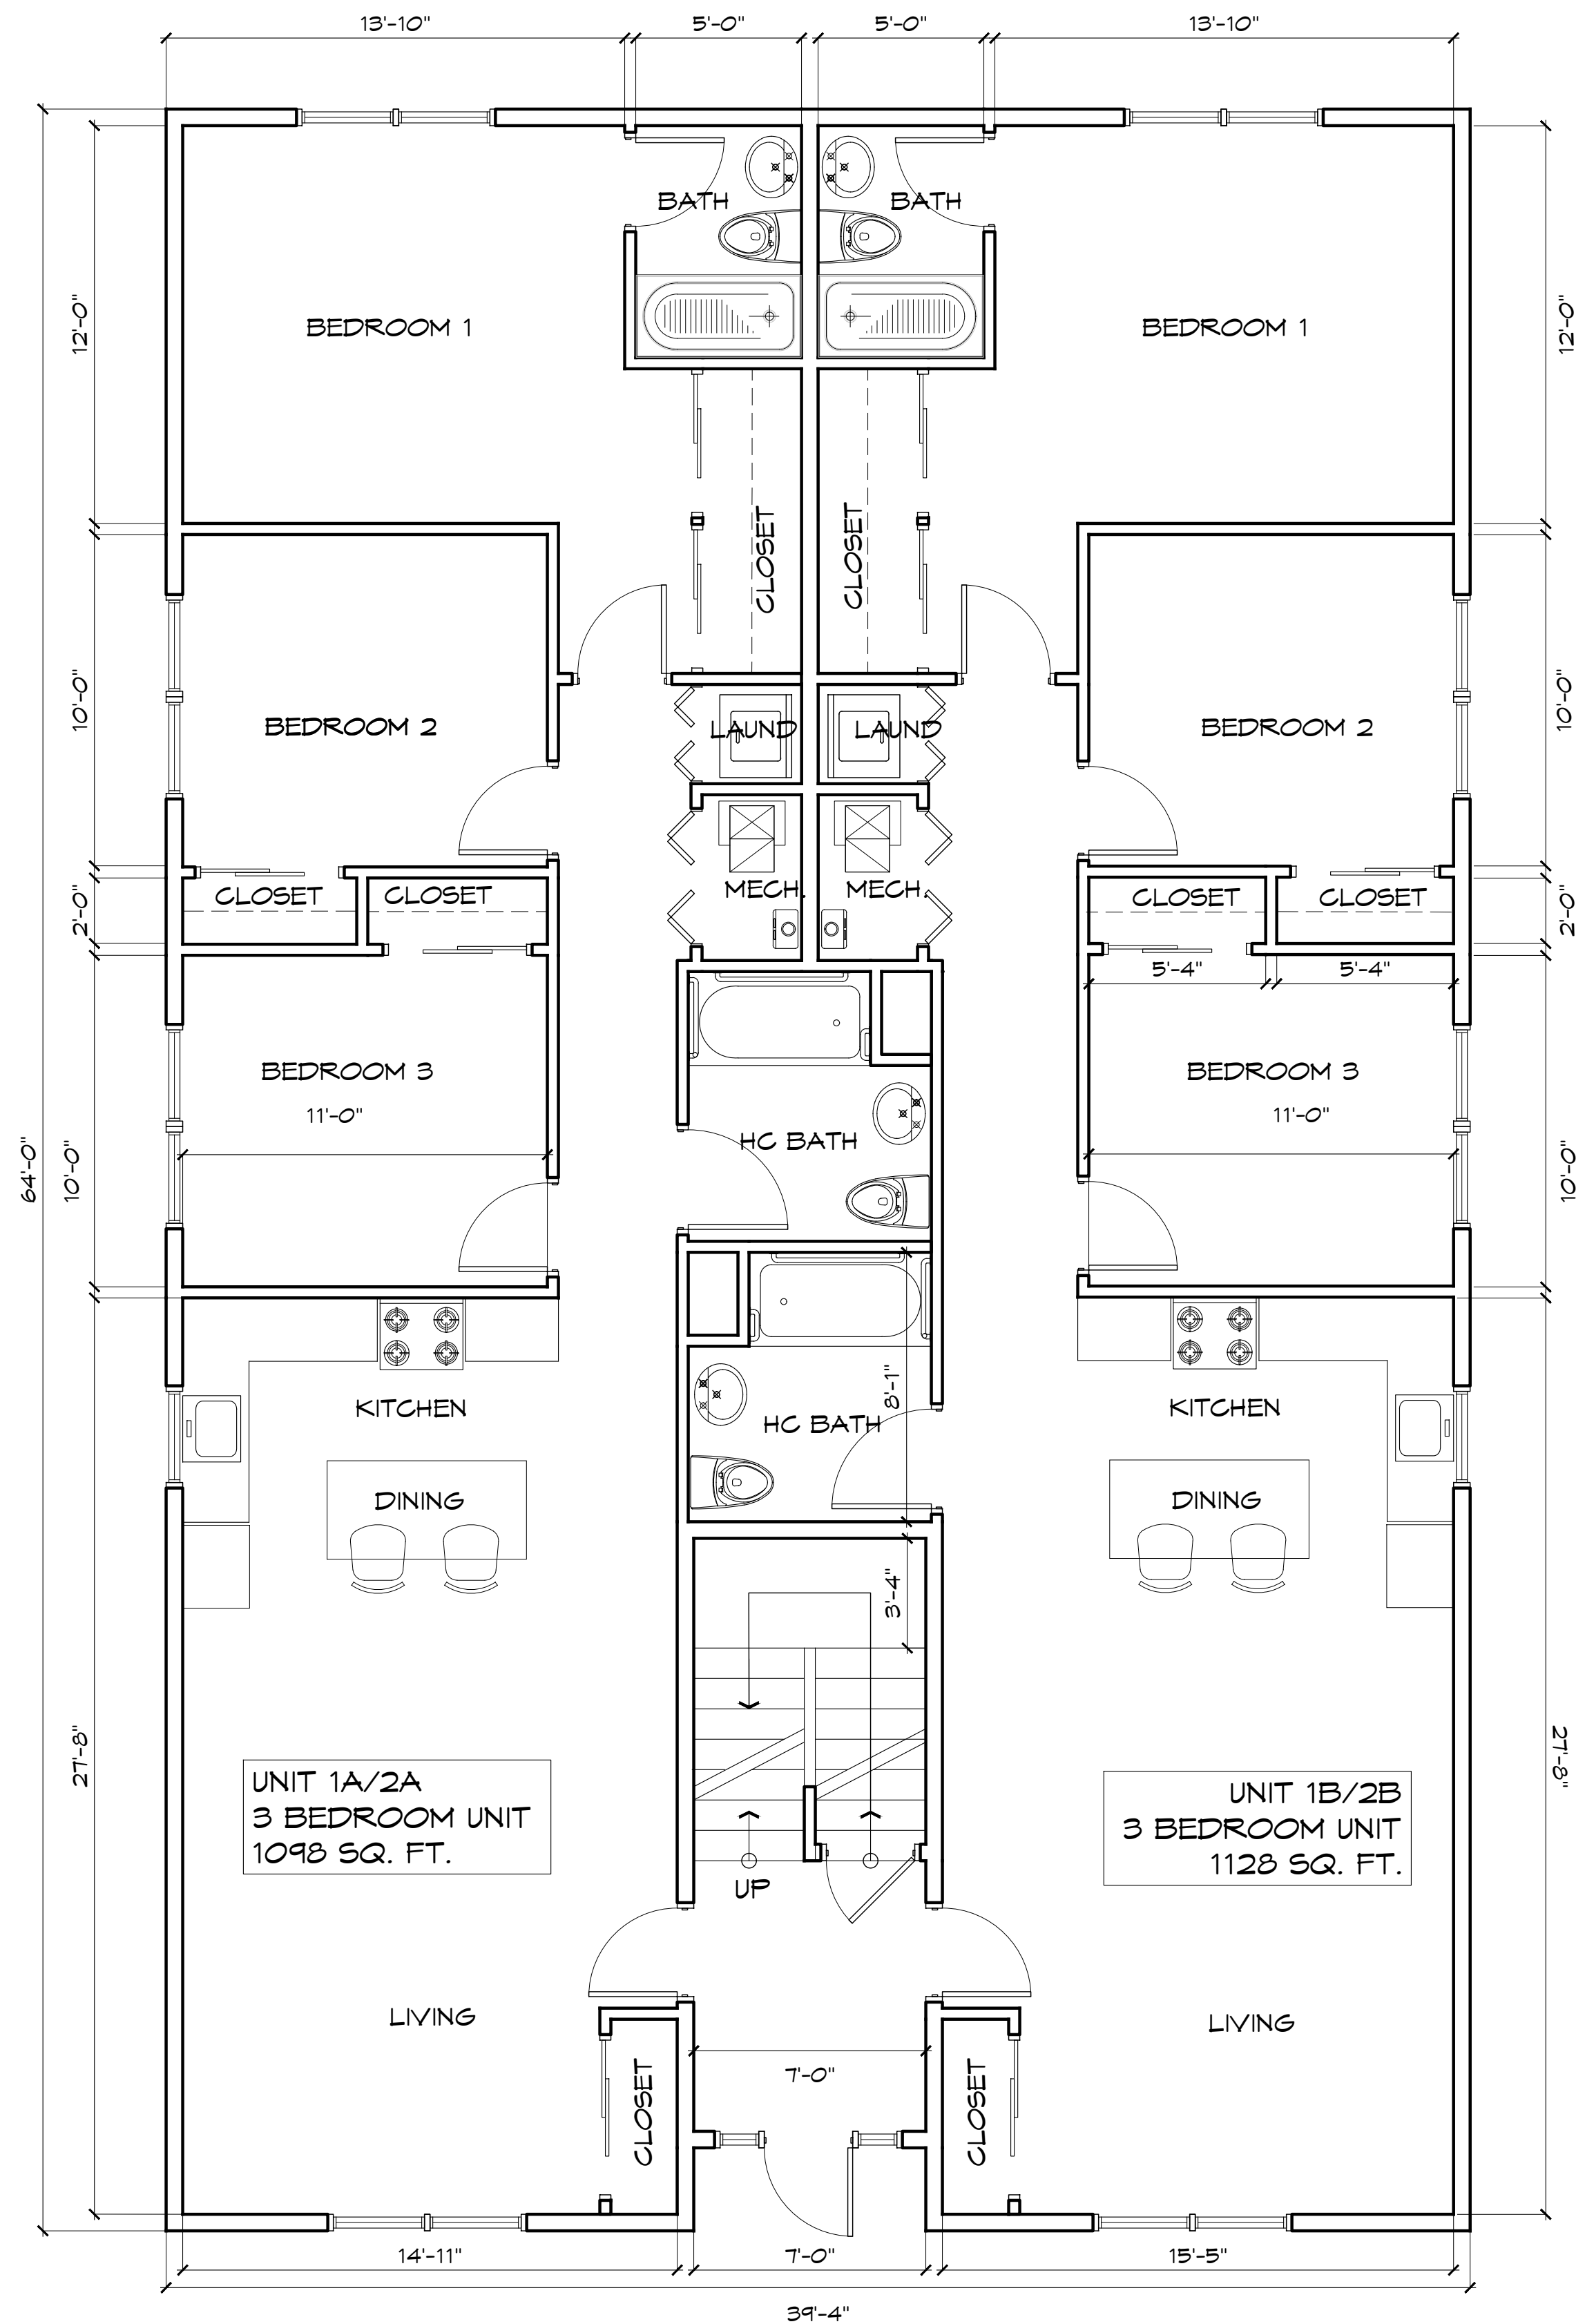 13'-10"
5'-0"
5'-0"
13'-10"
BATH
BATH
12'-0"
BEDROOM 1
BEDROOM 1
12'-0"
CLOSET
CLOSET
10'-0"
BEDROOM 2
LAUND
LAUND
BEDROOM 2
10'-0"
2'-0"
CLOSET
CLOSET
MECH.
MECH.
CLOSET
CLOSET
2'-0"
5'-4"
5'-4"
BEDROOM 3
BEDROOM 3
11'-0"
11'-0"
HC BATH
64'-0"
10'-0"
10'-0"
8'-1"
KITCHEN
HC BATH
KITCHEN
DINING
DINING
3'-4"
27'-8"
27'-8"
UNIT 1A/2A
3 BEDROOM UNIT
1098 SQ. FT.
UNIT 1B/2B
3 BEDROOM UNIT
1128 SQ. FT.
UP
LIVING
LIVING
7'-0"
CLOSET
CLOSET
14'-11"
7'-0"
15'-5"
39'-4"